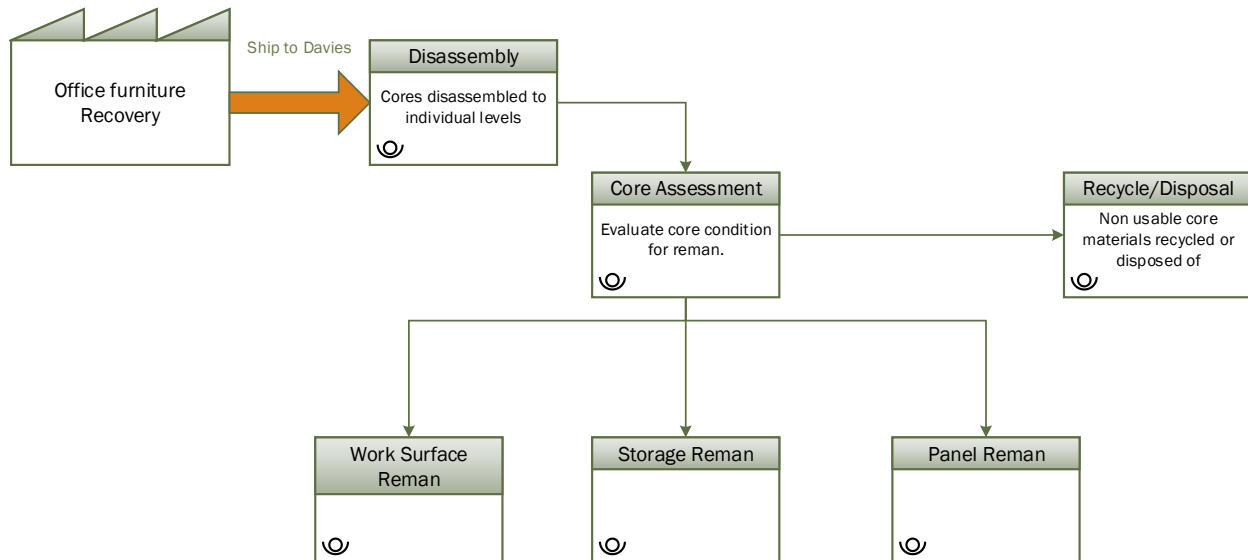 Ship to Davies
Office furniture
Recovery
Disassembly
Cores disassembled to
individual levels
Core Assessment
Evaluate core condition
for reman.
Recycle/Disposal
Non usable core
materials recycled or
disposed of
Work Surface
Reman
Storage Reman
Panel Reman